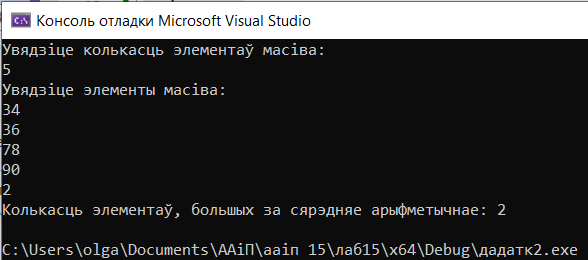 Консоль отладки Microsoft Visual Studio
Увядзіце колькасць элементаў масіва:
5
Увядзіце элементы масіва:
34
36
78
90
2
Колькасць элементаў, большых за сярэдняе арыфметычнае: 2
C:\Users\olga\Documents\ААіП\ааіп 15\лаб15\x64\Debug\дадатк2.exe